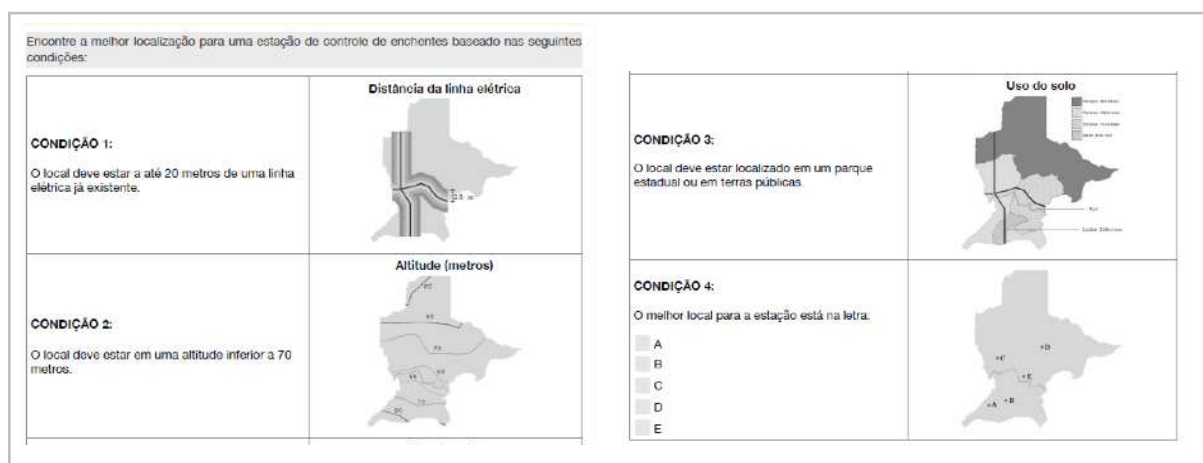 Encontre a melhor localização para uma estação de controle de enchentes baseado nas seguintes
condições:
CONDIÇÃO 1:
O local deve estar a até 20 metros de uma linha
elétrica já existente.
Distância da linha elétrica
CONDIÇÃO 2:
O local deve estar em uma altitude inferior a 70
metros.
Altitude (metros)
CONDIÇÃO 3:
O local deve estar localizado em um parque
estadual ou em terras públicas.
Uso do solo
CONDIÇÃO 4:
O melhor local para a estação está na letra:
A
B
C
D
E
D
E
A
B